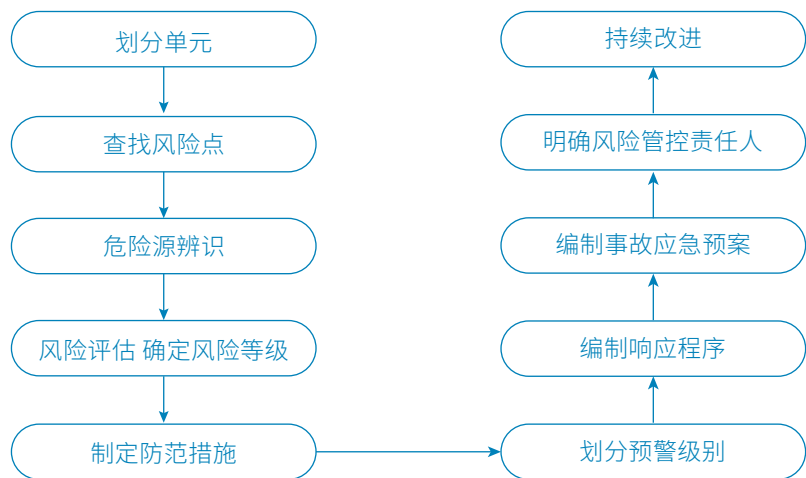 划分单元
查找风险点
危险源辨识
风险评估 确定风险等级
制定防范措施
划分预警级别
编制响应程序
编制事故应急预案
明确风险管控责任人
持续改进